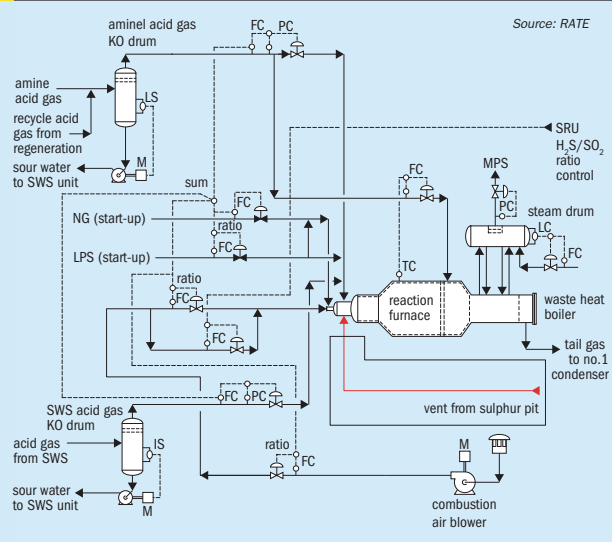 aminel acid gas
KO drum
FC
PC
Source: RATE
amine
acid gas
LS
recycle acid
gas from
regeneration
sour water
to SWS unit
M
SRU
H2S/SO2
ratio
control
sum
FC
MPS
PC
steam drum
LC
FC
FC
NG (start-up)
ratio
LPS (start-up)
FC
TC
ratio
FC
reaction
furnace
waste heat
boiler
FC
tail gas
to no.1
condenser
FC
PC
vent from sulphur pit
SWS acid gas
KO drum
acid gas
from SWS
IS
ratio
FC
M
sour water
to SWS unit
M
combustion
air blower